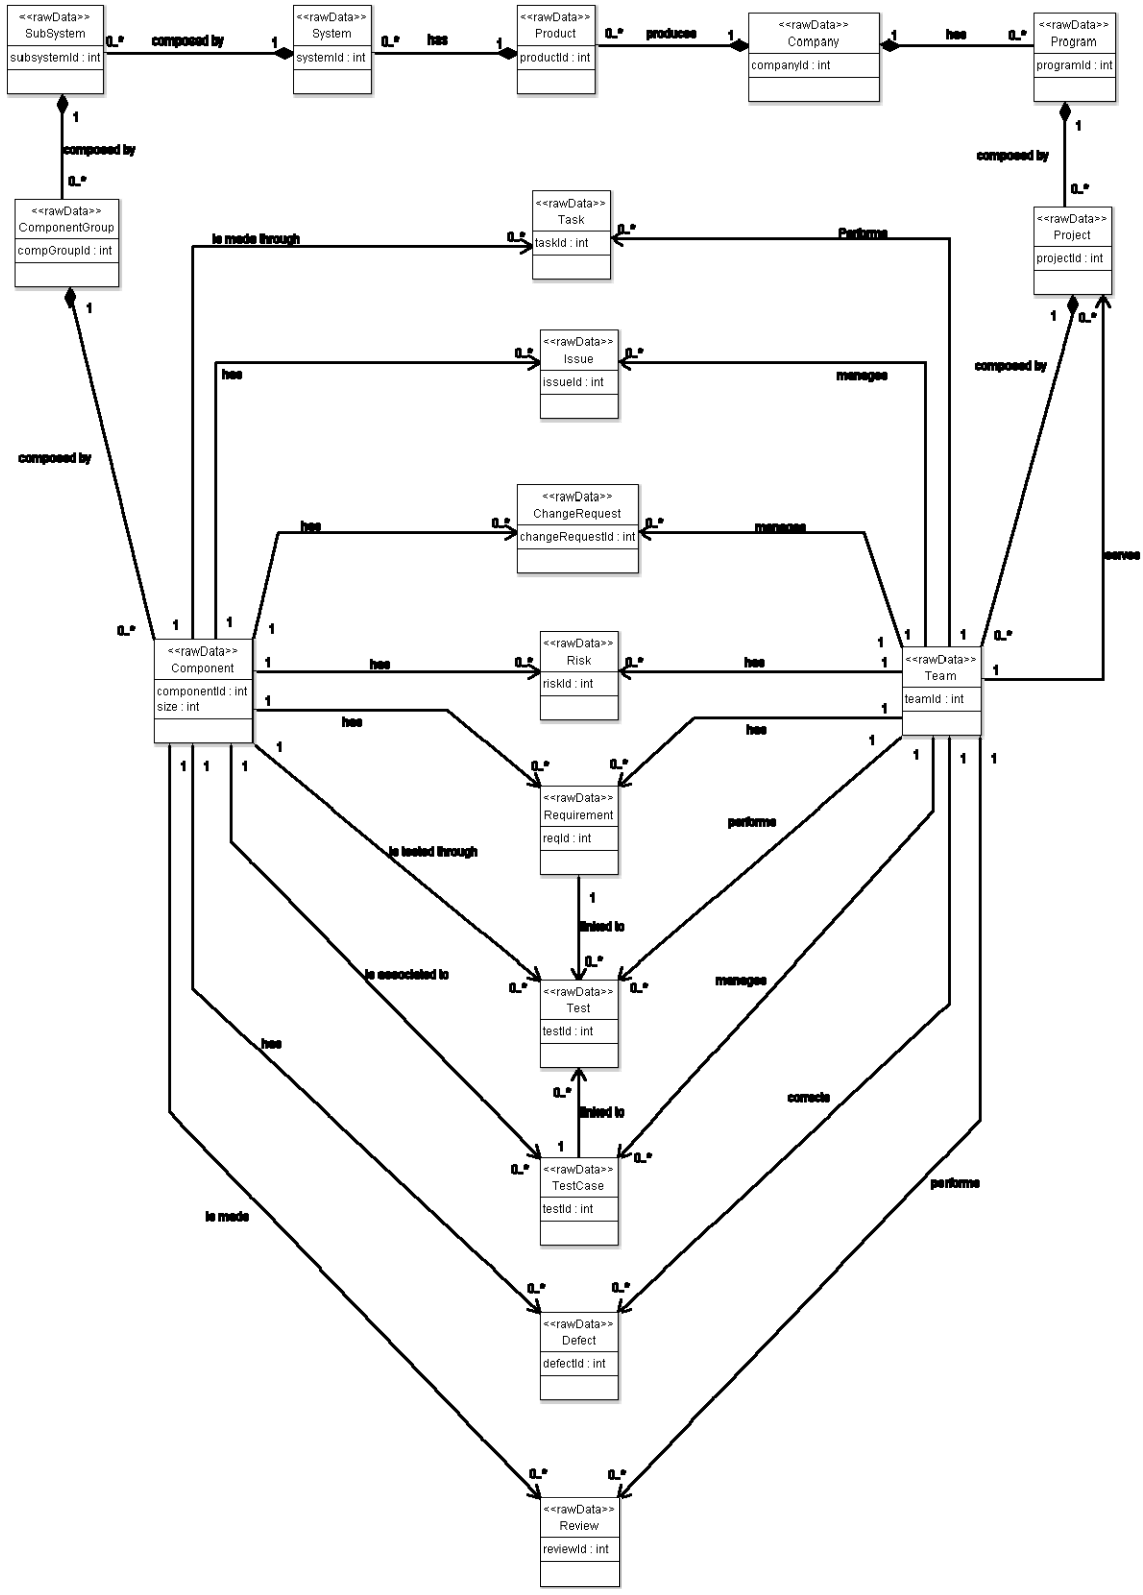 <<rawData>>
SubSystem
subsystemId : int
0..*
composed by
1
<<rawData>>
System
systemId : int
0..*
has
1
<<rawData>>
Product
productId : int
0..*
produces
1
<<rawData>>
Company
companyId : int
1
has
0..*
<<rawData>>
Program
programId : int
1
composed by
0..*
1
composed by
0..*
<<rawData>>
ComponentGroup
compGroupId : int
1
<<rawData>>
Task
taskId : int
is made through
0..*
0..*
Performs
<<rawData>>
Project
projectId : int
1
0..*
composed by
<<rawData>>
Issue
issueId : int
has
0..*
0..*
manages
composed by
<<rawData>>
ChangeRequest
changeRequestId : int
has
0..*
0..*
manages
serves
0..*
1
1
1
1
1
1
0..*
<<rawData>>
Component
componentId : int
size : int
<<rawData>>
Risk
riskId : int
1
has
0..*
0..*
has
1
<<rawData>>
Team
teamId : int
1
1
has
0..*
0..*
has
1
1
1
1
1
1
1
1
1
<<rawData>>
Requirement
reqId : int
is tested through
performs
1
linked to
0..*
is associated to
0..*
0..*
manages
<<rawData>>
Test
testId : int
has
0..*
linked to
1
corrects
0..*
0..*
<<rawData>>
TestCase
testId : int
is made
performs
0..*
0..*
<<rawData>>
Defect
defectId : int
0..*
0..*
<<rawData>>
Review
reviewId : int